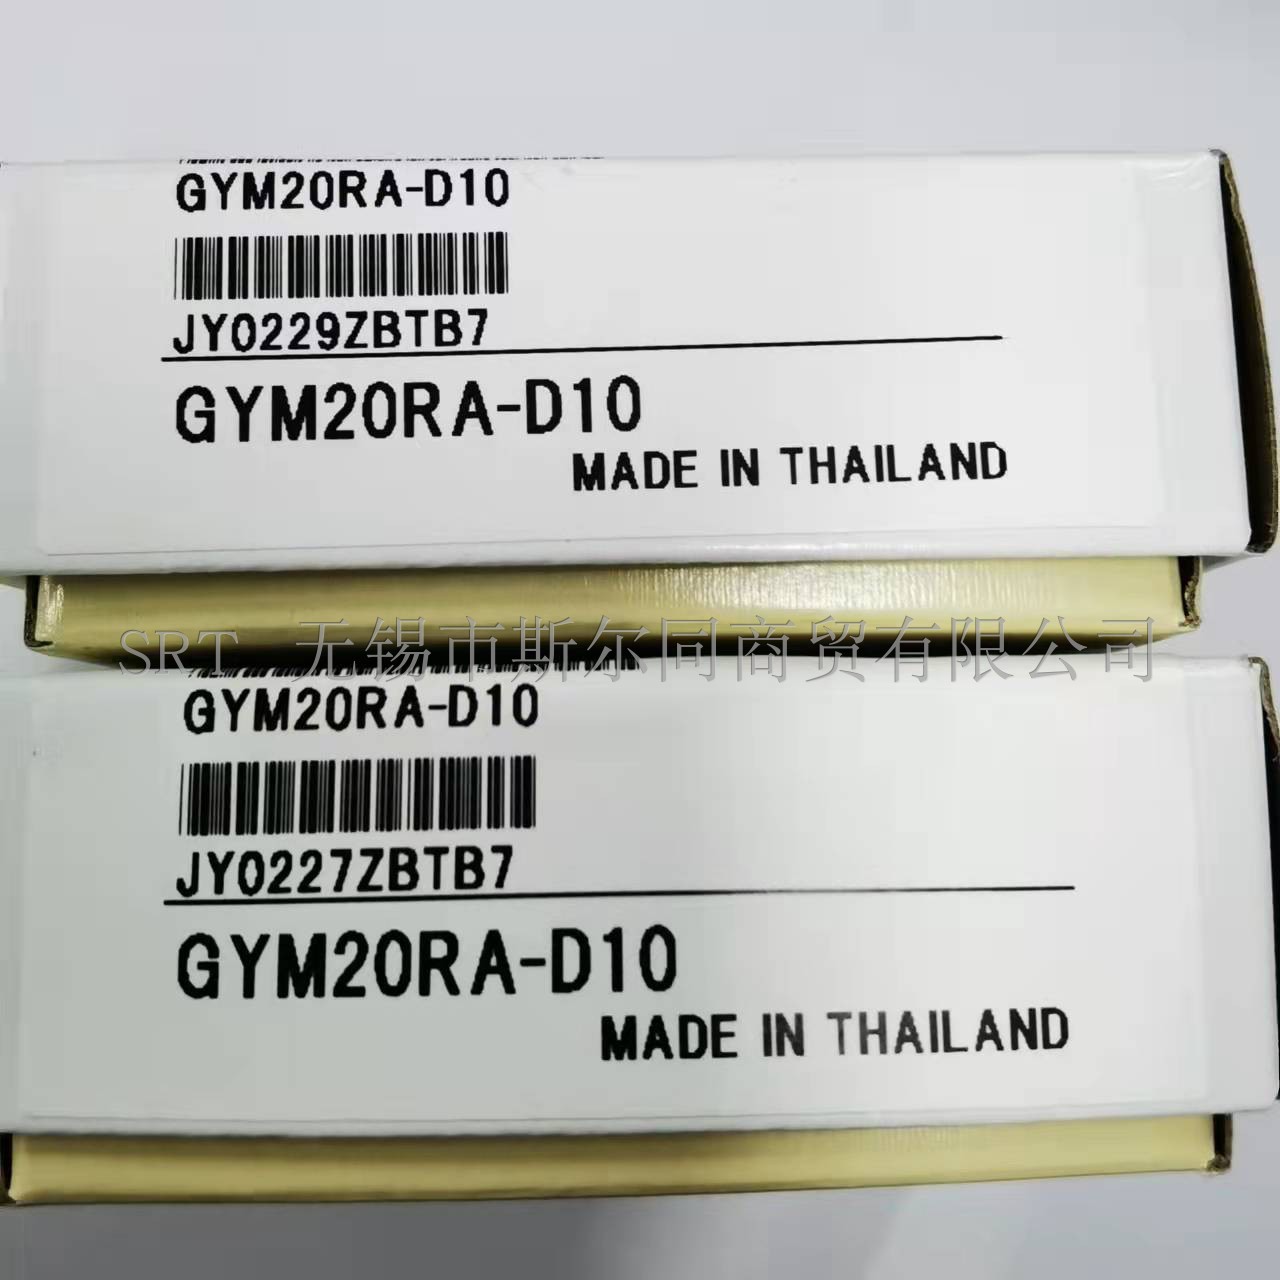 GYM20RA-D10
JY0229ZBTB7
GYM20RA-D10
MADE IN THAILAND
SRT 无锡市斯尔同商贸有限公司
GYM20RA-D10
JY0227ZBTB7
GYM20RA-D10
MADE IN THAILAND